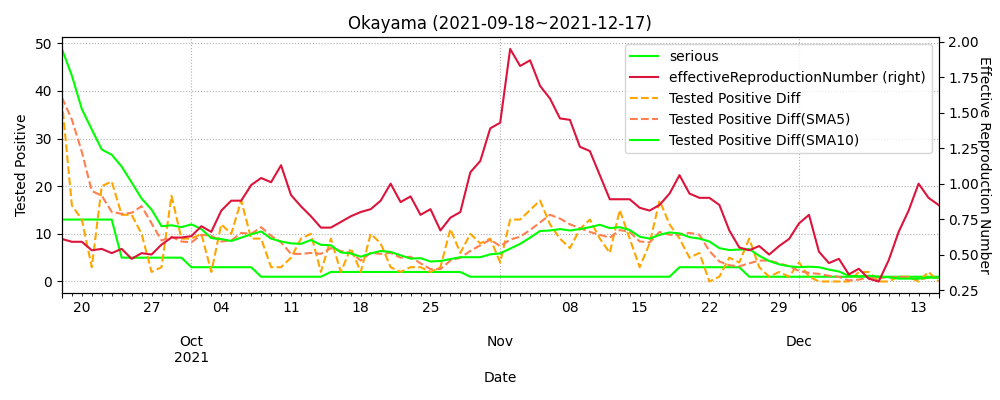 Okayama (2021-09-18~2021-12-17)
Tested Positive
50
40
30
20
10
0
2.00
1.75
1.50
1.25
1.00
0.75
0.50
0.25
Effective Reproduction Number
serious
effectiveReproductionNumber (right)
Tested Positive Diff
Tested Positive Diff(SMA5)
Tested Positive Diff(SMA10)
20 27 04 11 18 25 08 15 22 29 06 13
Oct Nov Dec
2021
Date